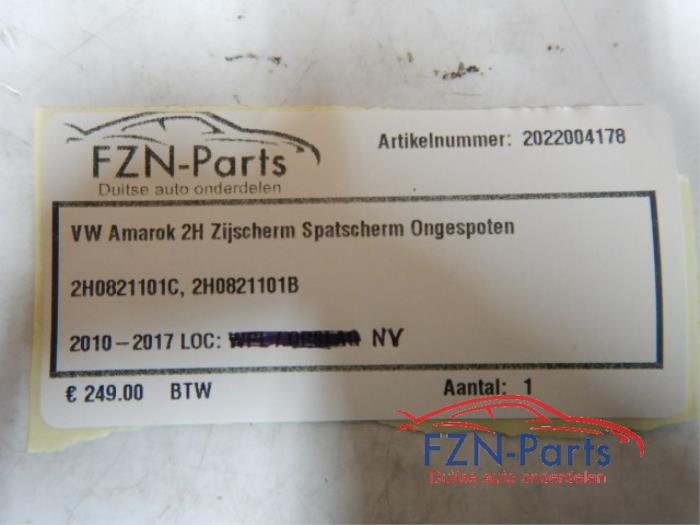 FZN-Parts
Duitse auto onderdelen
Artikelnummer: 2022004178
VW Amarok 2H Zijscherm Spatscherm Ongespoten
2H0821101C, 2H0821101B
2010-2017 LOC: NV
€ 249.00 BTW
Aantal: 1
FZN-Parts
Duitse auto onderdelen